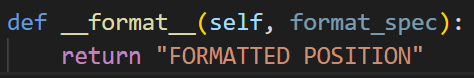 def __format__(self, format_spec):
    return "FORMATTED POSITION"